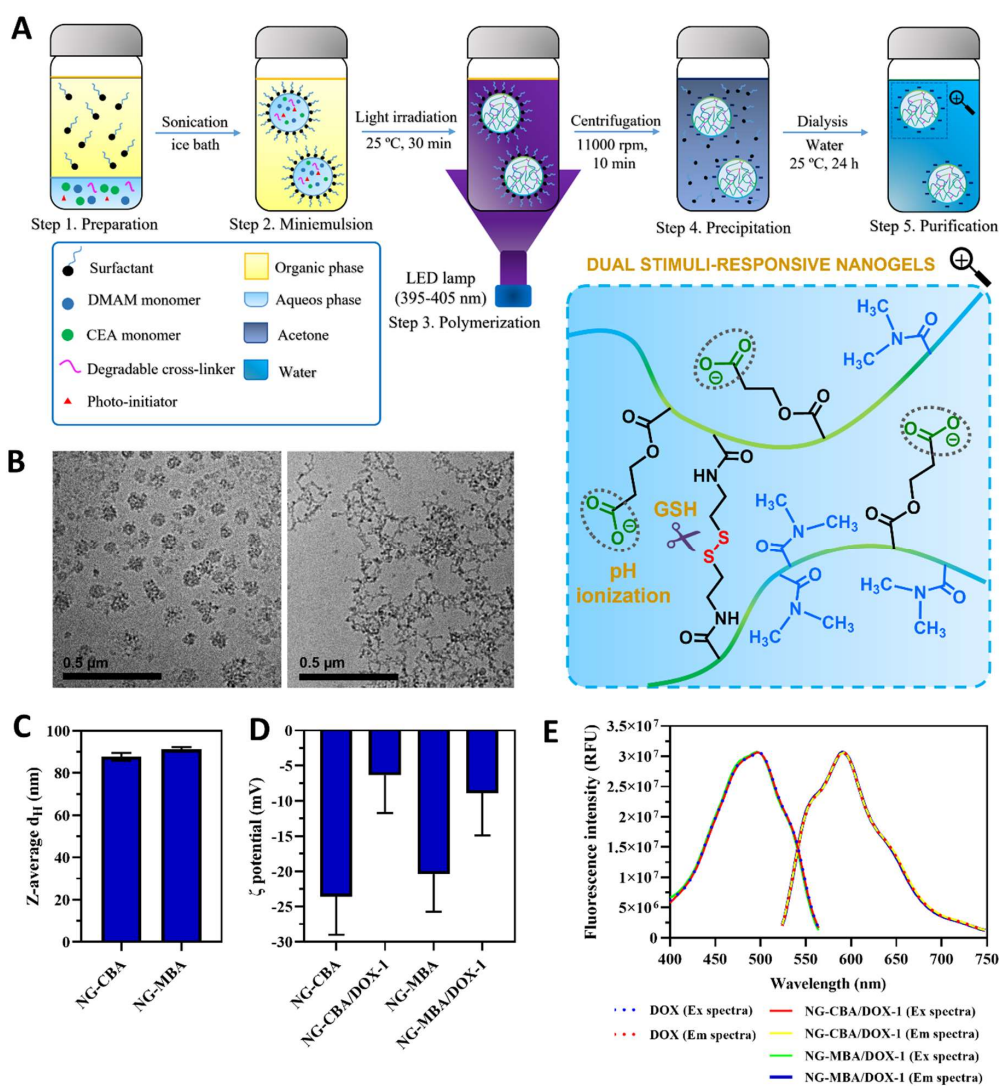 A
Sonication
ice bath
Light irradiation
25 ºC, 30 min
Centrifugation
11000 rpm,
10 min
Dialysis
Water
25 ºC, 24 h
Step 1. Preparation
Step 2. Miniemulsion
Step 4. Precipitation
Step 5. Purification
LED lamp
(395-405 nm)
Step 3. Polymerization
Surfactant
DMAM monomer
CEA monomer
Degradable cross-linker
Photo-initiator
Organic phase
Aqueos phase
Acetone
Water
DUAL STIMULI-RESPONSIVE NANOGELS
H₃C
N
O
H₃C
O
O
⊖
O
O
O
O
⊖
O
O
O
O
O
O
⊖
O
NH
GSH
S
S
pH
ionization
NH
O
CH₃
N
CH₃
O
O
N
H₃C
CH₃
O
N
CH₃
H₃C
B
0.5 µm
0.5 µm
C
Z-average dH (nm)
100
80
60
40
20
0
NG-CBA
NG-MBA
D
ζ potential (mV)
0
-5
-10
-15
-20
-25
-30
NG-CBA
NG-CBA/DOX-1
NG-MBA
NG-MBA/DOX-1
E
Fluorescence intensity (RFU)
3.5×10⁷
3×10⁷
2.5×10⁷
2×10⁷
1.5×10⁷
1×10⁷
5×10⁶
0
400 450 500 550 600 650 700 750
Wavelength (nm)
DOX (Ex spectra)
DOX (Em spectra)
NG-CBA/DOX-1 (Ex spectra)
NG-CBA/DOX-1 (Em spectra)
NG-MBA/DOX-1 (Ex spectra)
NG-MBA/DOX-1 (Em spectra)